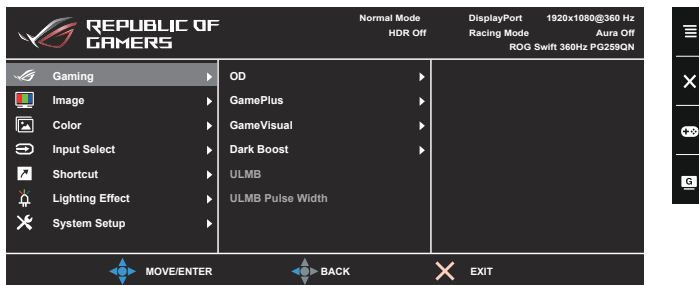 REPUBLIC OF
GAMERS
Normal Mode
HDR Off
DisplayPort 1920x1080@360 Hz
Racing Mode Aura Off
ROG Swift 360Hz PG259QN
Gaming
Image
Color
Input Select
Shortcut
Lighting Effect
System Setup
OD
GamePlus
GameVisual
Dark Boost
ULMB
ULMB Pulse Width
MOVE/ENTER
BACK
EXIT
G